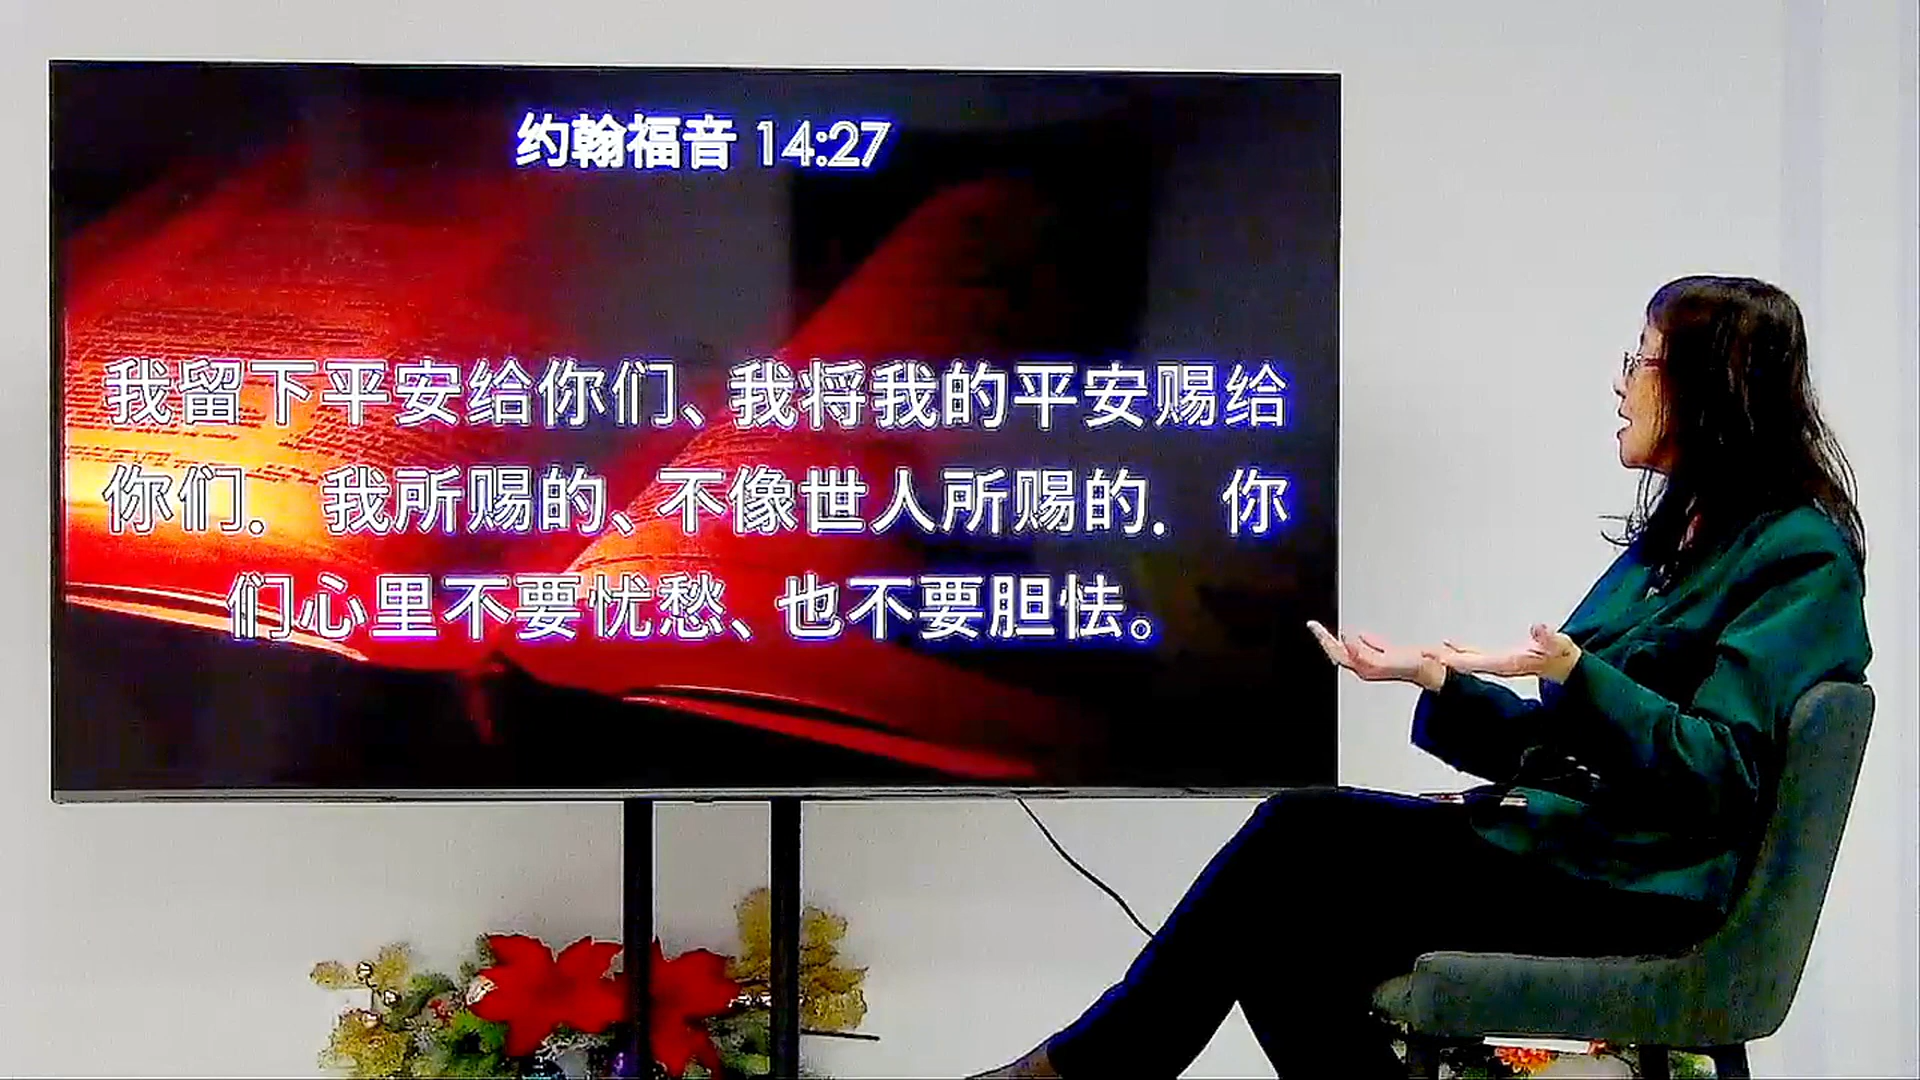 约翰福音 14:27
我留下平安给你们、我将我的平安赐给
你们. 我所赐的、不像世人所赐的. 你
们心里不要忧愁、也不要胆怯。